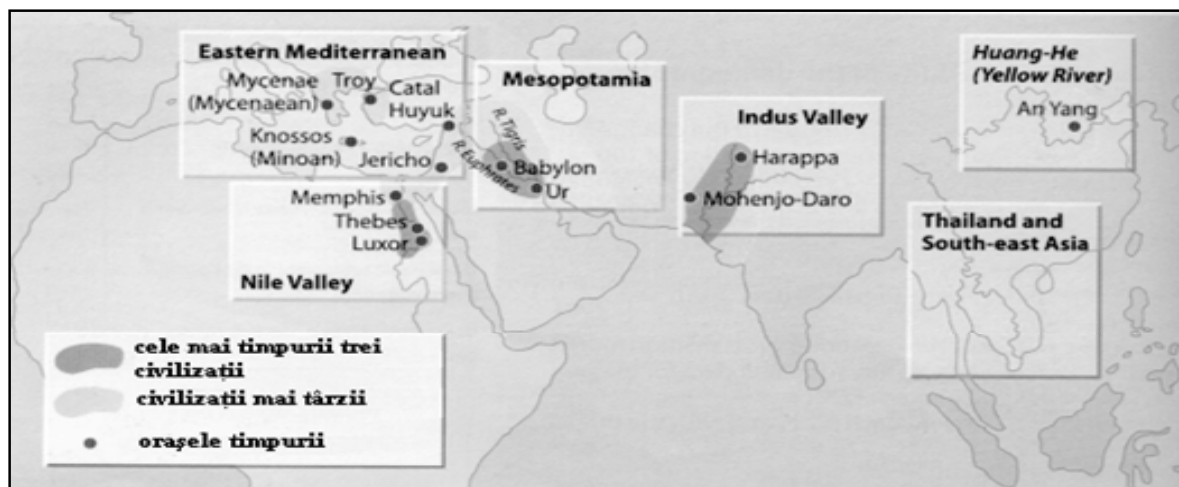 Eastern Mediterranean
Mycenae
(Mycenaean)
Troy
Catal
Huyuk
Knossos
(Minoan)
Jericho
Memphis
Thebes
Luxor
Nile Valley
Mesopotamia
R. Tigris
R. Euphrates
Babylon
Ur
Indus Valley
Harappa
Mohenjo-Daro
Huang-He
(Yellow River)
An Yang
Thailand and
South-east Asia
cele mai timpurii trei
civilizații
civilizații mai târzii
orașele timpurii